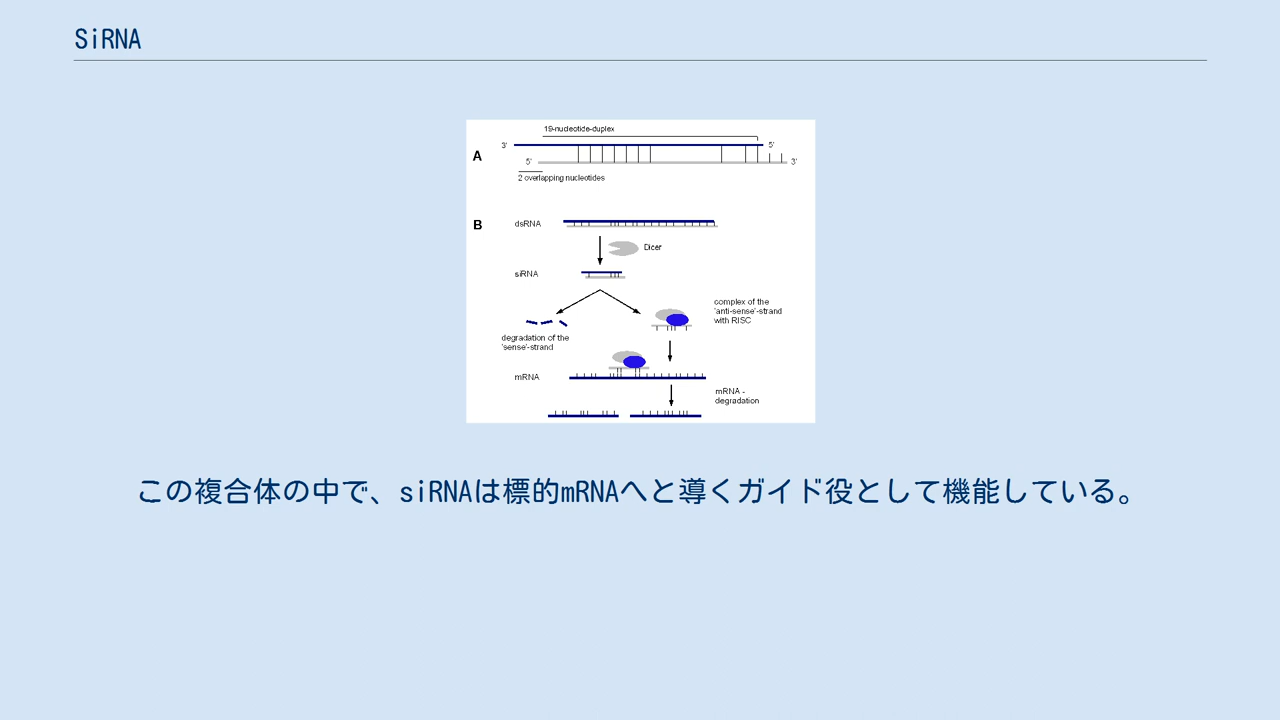 SiRNA
19-nucleotide-duplex
3'
5'
A
5'
3'
2 overlapping nucleotides
B
dsRNA
Dicer
siRNA
complex of the
'anti-sense'-strand
with RISC
degradation of the
'sense'-strand
mRNA
mRNA -
degradation
この複合体の中で、siRNAは標的mRNAへと導くガイド役として機能している。